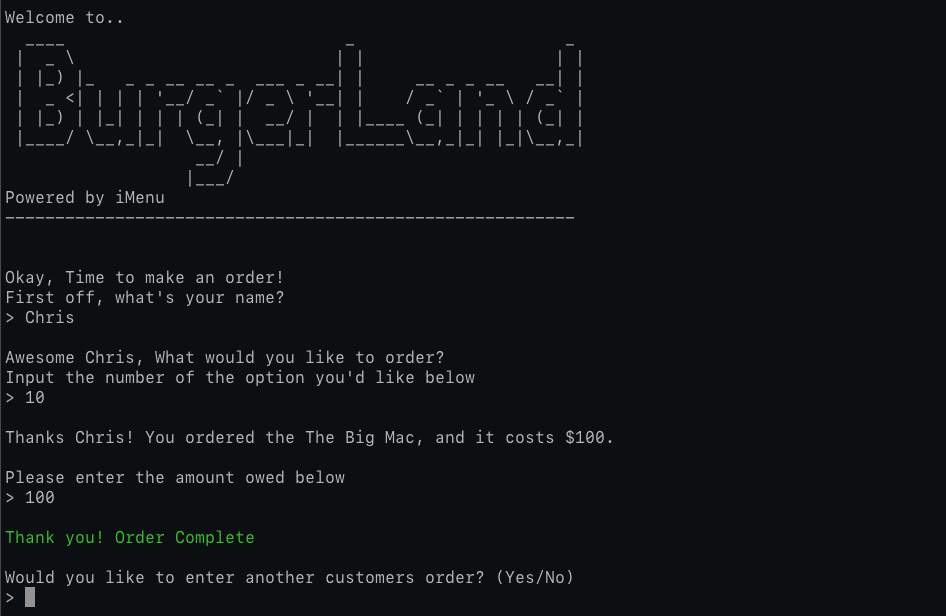 Welcome to..
BurgerLand
Powered by iMenu
---------------------------------------------------------
Okay, Time to make an order!
First off, what's your name?
> Chris
Awesome Chris, What would you like to order?
Input the number of the option you'd like below
> 10
Thanks Chris! You ordered the The Big Mac, and it costs $100.
Please enter the amount owed below
> 100
Thank you! Order Complete
Would you like to enter another customers order? (Yes/No)
>